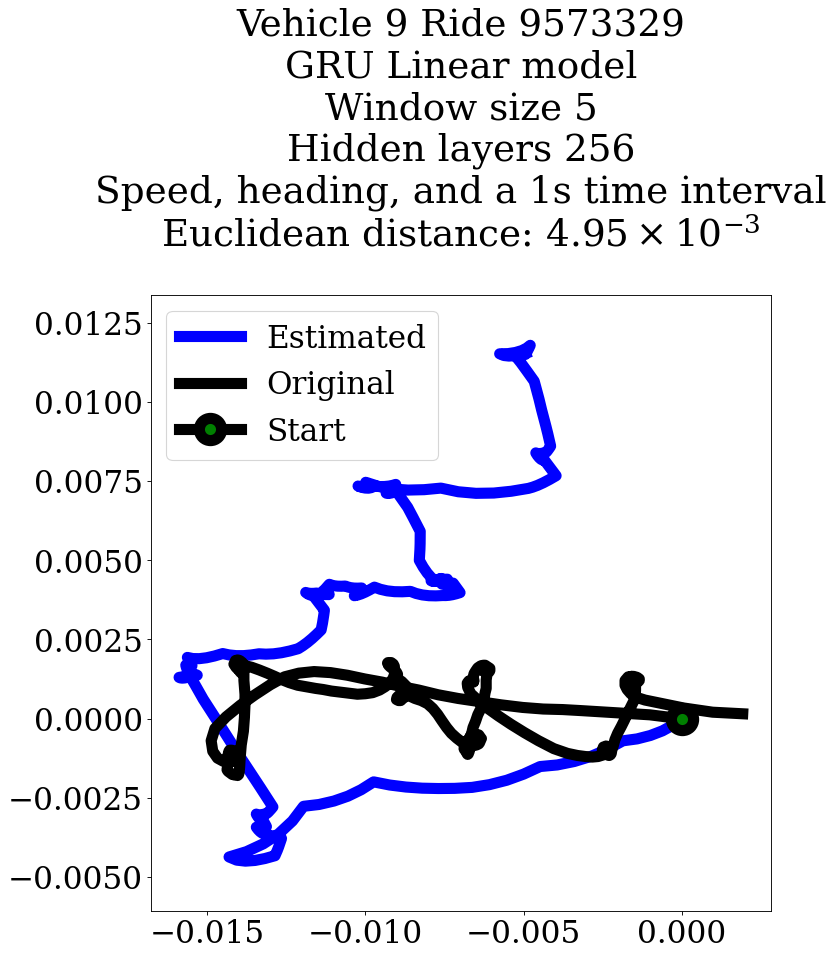 Vehicle 9 Ride 9573329
GRU Linear model
Window size 5
Hidden layers 256
Speed, heading, and a 1s time interval
Euclidean distance: 4.95 × 10⁻³
Estimated
Original
Start
0.0125
0.0100
0.0075
0.0050
0.0025
0.0000
−0.0025
−0.0050
−0.015 −0.010 −0.005 0.000